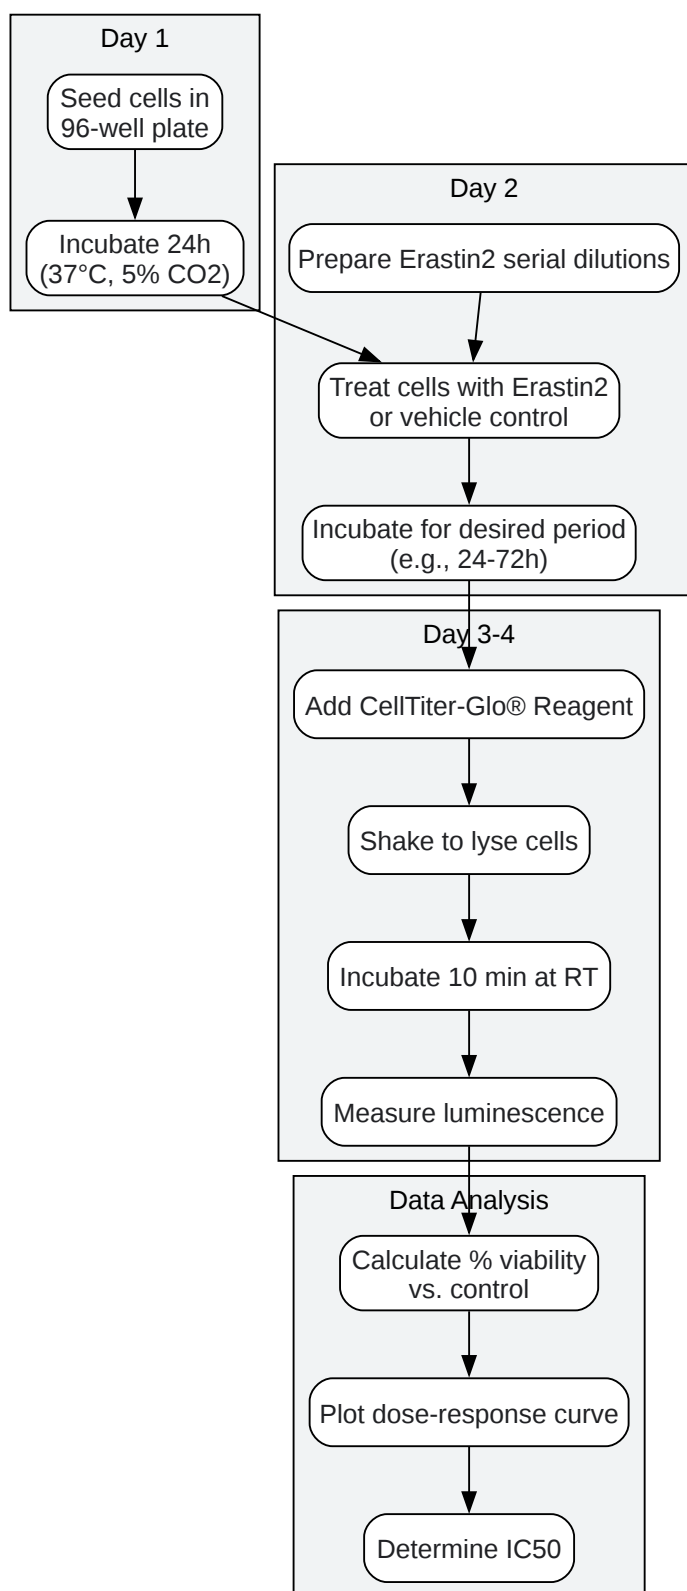 Day 1
Seed cells in
96-well plate
Incubate 24h
(37°C, 5% CO2)
Day 2
Prepare Erastin2 serial dilutions
Treat cells with Erastin2
or vehicle control
Incubate for desired period
(e.g., 24-72h)
Day 3-4
Add CellTiter-Glo® Reagent
Shake to lyse cells
Incubate 10 min at RT
Measure luminescence
Data Analysis
Calculate % viability
vs. control
Plot dose-response curve
Determine IC50